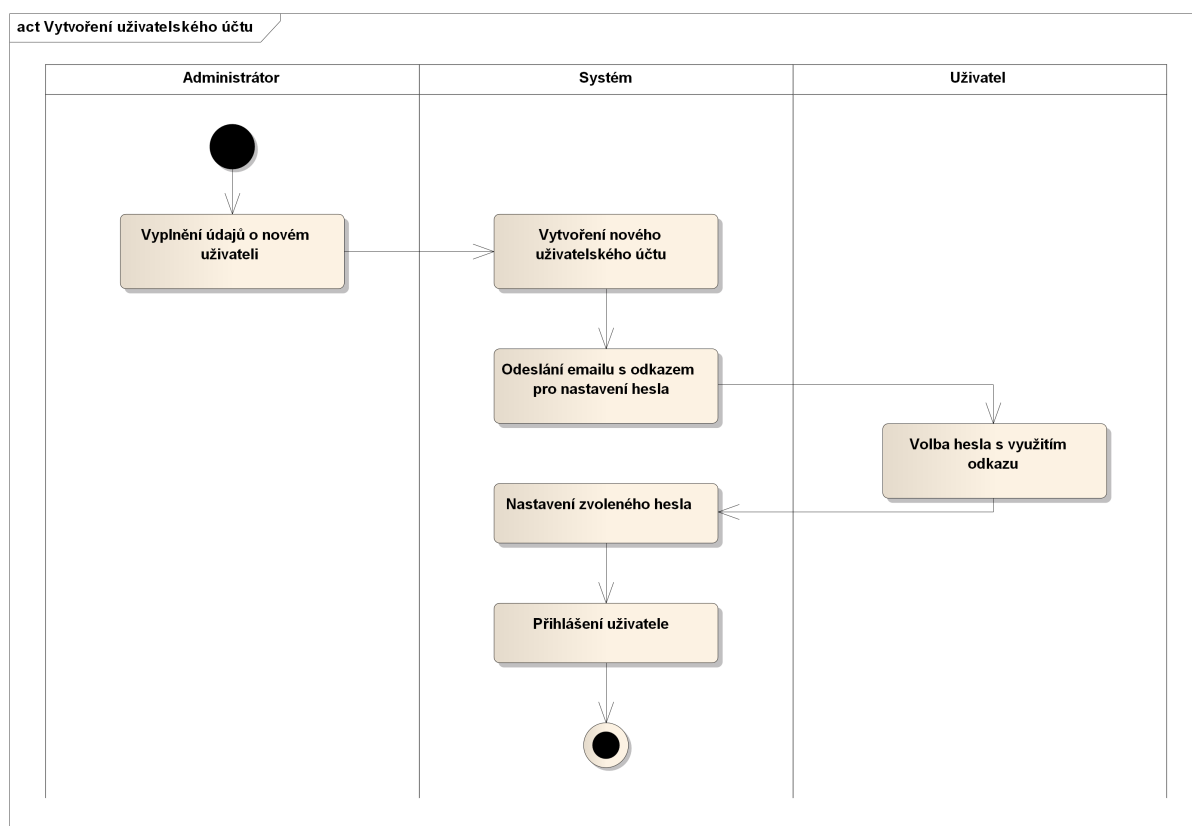 act Vytvoření uživatelského účtu
Administrátor
Systém
Uživatel
Vyplnění údajů o novém
uživateli
Vytvoření nového
uživatelského účtu
Odeslání emailu s odkazem
pro nastavení hesla
Volba hesla s využitím
odkazu
Nastavení zvoleného hesla
Přihlášení uživatele